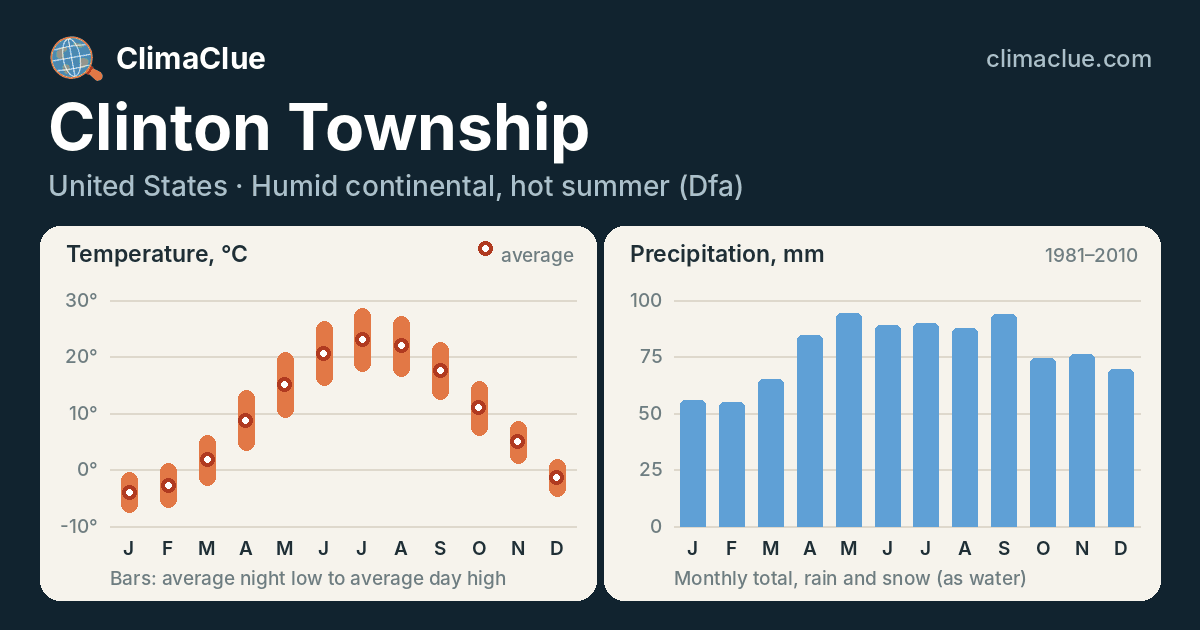 ClimaClue
climaclue.com
Clinton Township
United States · Humid continental, hot summer (Dfa)
Temperature, °C
average
30°
20°
10°
0°
-10°
J F M A M J J A S O N D
Bars: average night low to average day high
Precipitation, mm
1981–2010
100
75
50
25
0
J F M A M J J A S O N D
Monthly total, rain and snow (as water)